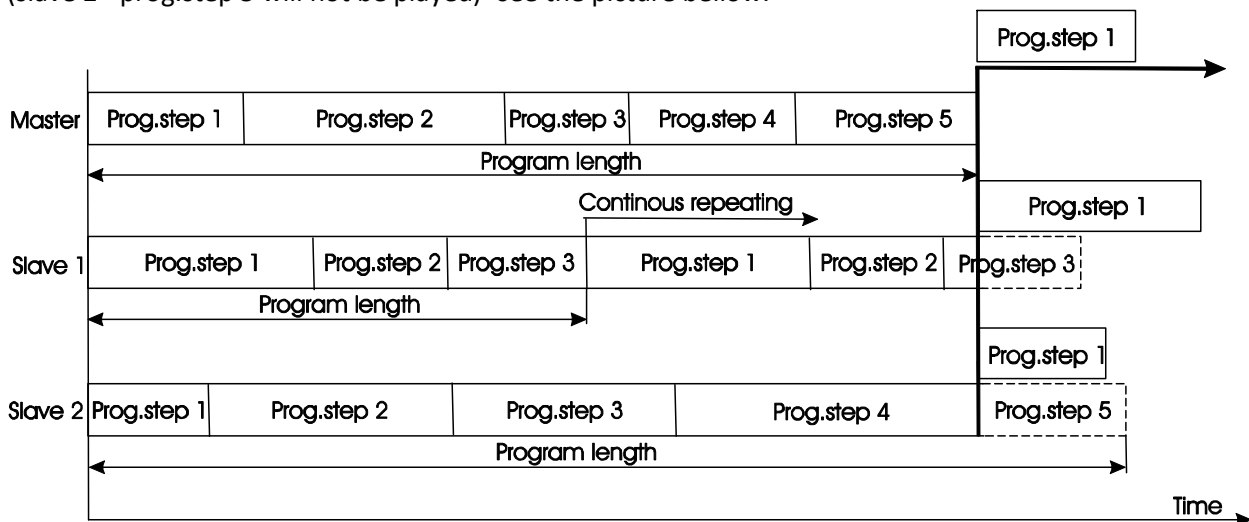 (slave 2 - prog.step 5 will not be played)- see the picture bellow.
Prog.step 1
Master
Prog.step 1
Prog.step 2
Prog.step 3
Prog.step 4
Prog.step 5
Program length
Continous repeating
Prog.step 1
Slave 1
Prog.step 1
Prog.step 2
Prog.step 3
Prog.step 1
Prog.step 2
Prog.step 3
Program length
Prog.step 1
Slave 2
Prog.step 1
Prog.step 2
Prog.step 3
Prog.step 4
Prog.step 5
Program length
Time